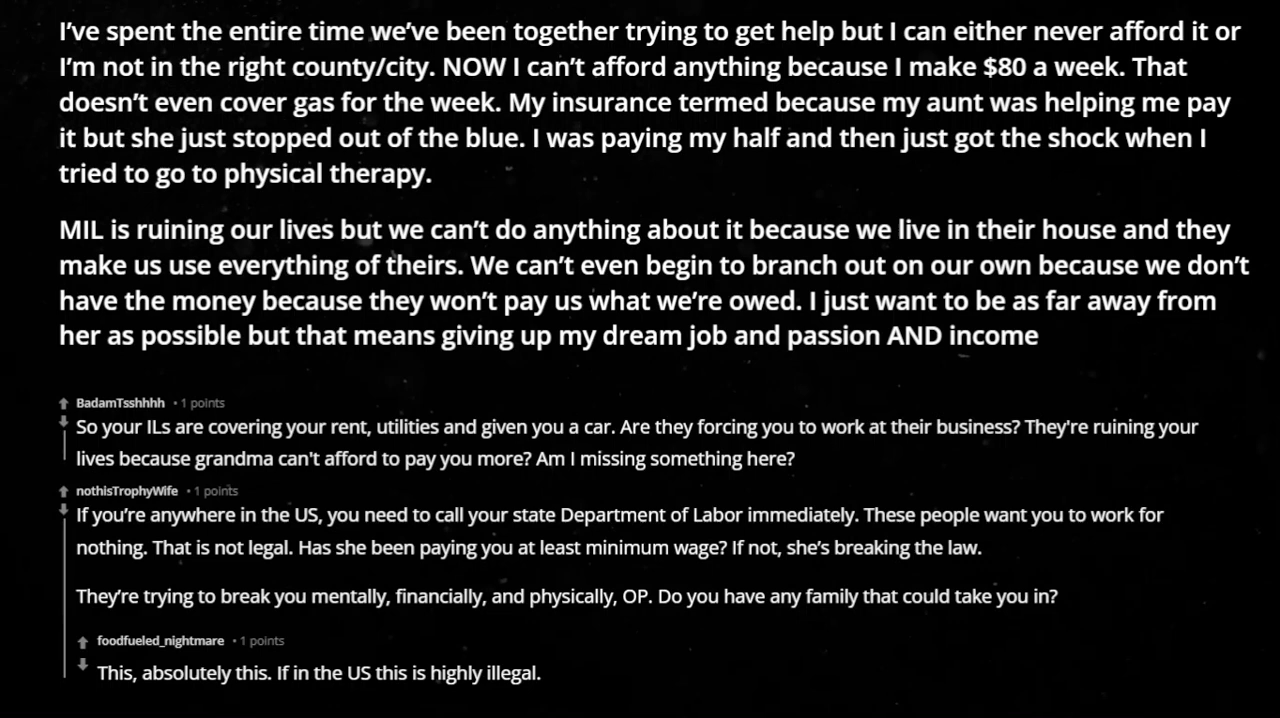 I’ve spent the entire time we’ve been together trying to get help but I can either never afford it or
I’m not in the right county/city. NOW I can’t afford anything because I make $80 a week. That
doesn’t even cover gas for the week. My insurance termed because my aunt was helping me pay
it but she just stopped out of the blue. I was paying my half and then just got the shock when I
tried to go to physical therapy.
MIL is ruining our lives but we can’t do anything about it because we live in their house and they
make us use everything of theirs. We can’t even begin to branch out on our own because we don’t
have the money because they won’t pay us what we’re owed. I just want to be as far away from
her as possible but that means giving up my dream job and passion AND income
BadamTsshhhh • 1 points
So your ILs are covering your rent, utilities and given you a car. Are they forcing you to work at their business? They're ruining your
lives because grandma can't afford to pay you more? Am I missing something here?
nothisTrophyWife • 1 points
If you’re anywhere in the US, you need to call your state Department of Labor immediately. These people want you to work for
nothing. That is not legal. Has she been paying you at least minimum wage? If not, she’s breaking the law.
They’re trying to break you mentally, financially, and physically, OP. Do you have any family that could take you in?
foodfueled_nightmare • 1 points
This, absolutely this. If in the US this is highly illegal.